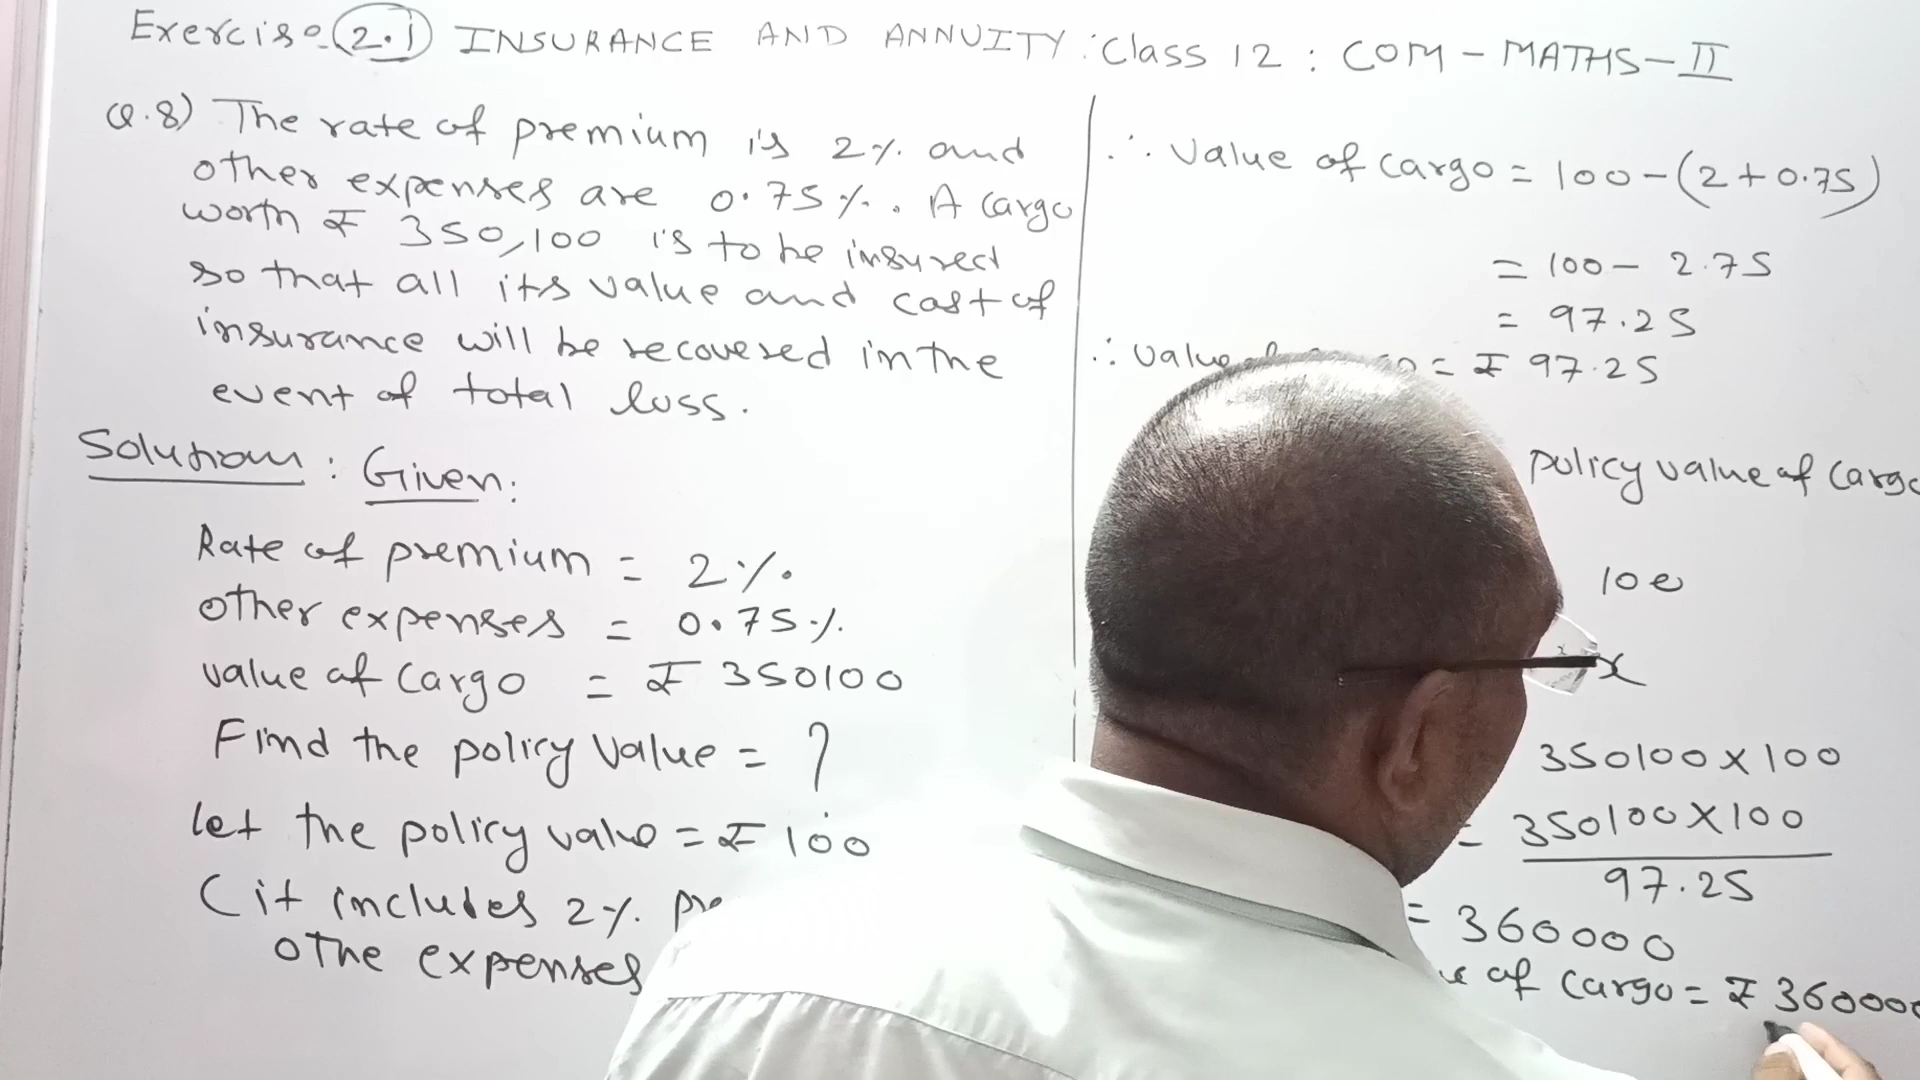 Exercise 2.1 INSURANCE AND ANNUITY : Class 12 : COM - MATHS - II
Q.8) The rate of premium is 2% and
other expenses are 0.75%. A cargo
worth ₹ 350,100 is to be insured
so that all its value and cost of
insurance will be recovered in the
event of total loss.
Solution : Given:
Rate of premium = 2%.
other expenses = 0.75%.
value of cargo = ₹ 350100
Find the policy value = ?
let the policy value = ₹ 100
( it includes 2%.
othe expenses
∴ value of cargo = 100 - (2 + 0.75)
= 100 - 2.75
= 97.25
∴ value = ₹ 97.25
policy value of cargo
100
x
350100 x 100
= 350100 x 100
97.25
= 360000
of cargo = ₹ 360000